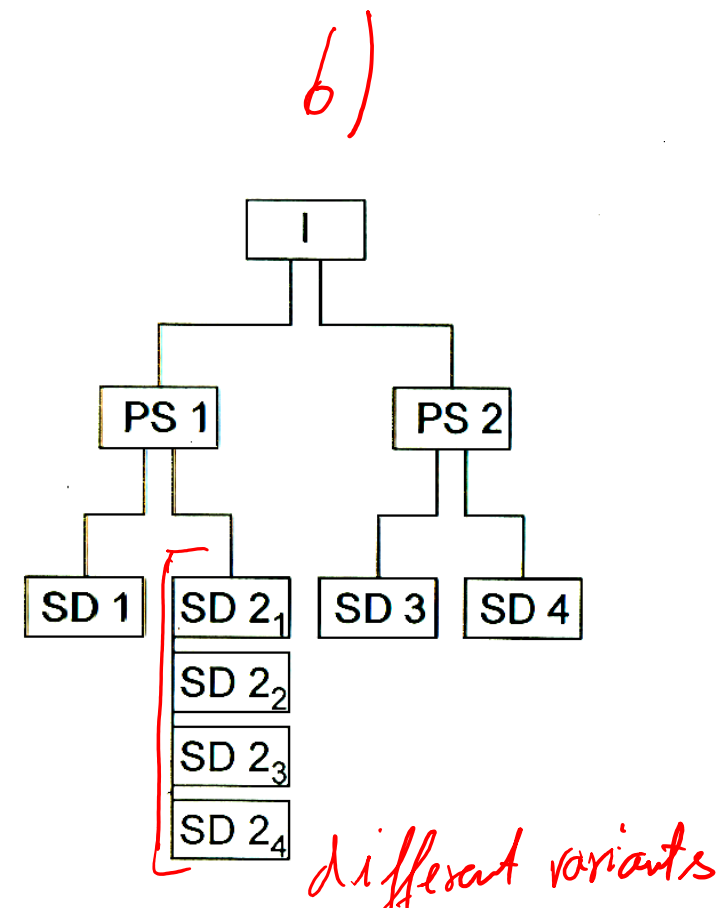 б)
I
PS 1 PS 2
SD 1 SD 2₁ SD 3 SD 4
SD 2₂
SD 2₃
SD 2₄
different variants